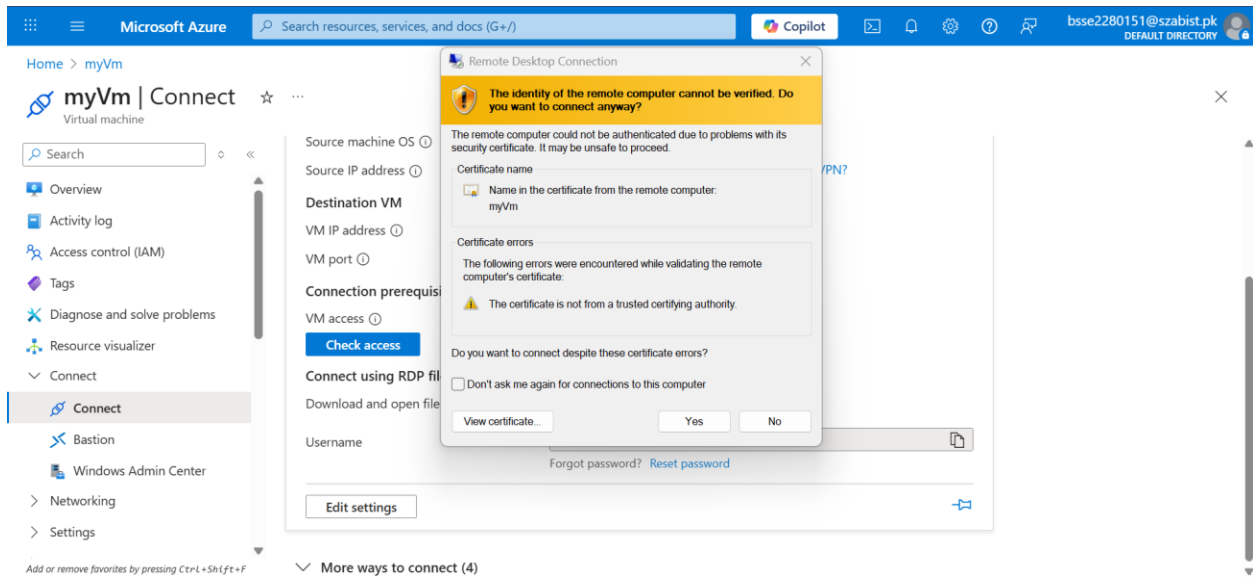 Microsoft Azure
Search resources, services, and docs (G+/)
Copilot
bsse2280151@szabist.pk
DEFAULT DIRECTORY
Home > myVm
myVm | Connect
Virtual machine
Search
Overview
Activity log
Access control (IAM)
Tags
Diagnose and solve problems
Resource visualizer
Connect
Connect
Bastion
Windows Admin Center
Networking
Settings
Add or remove favorites by pressing Ctrl+Shift+F
Source machine OS
Source IP address
/PN?
Destination VM
VM IP address
VM port
Connection prerequisi
VM access
Check access
Connect using RDP fil
Download and open file
Username
Forgot password? Reset password
Edit settings
More ways to connect (4)
Remote Desktop Connection
The identity of the remote computer cannot be verified. Do
you want to connect anyway?
The remote computer could not be authenticated due to problems with its
security certificate. It may be unsafe to proceed.
Certificate name
Name in the certificate from the remote computer:
myVm
Certificate errors
The following errors were encountered while validating the remote
computer's certificate:
The certificate is not from a trusted certifying authority.
Do you want to connect despite these certificate errors?
Don't ask me again for connections to this computer
View certificate...
Yes
No